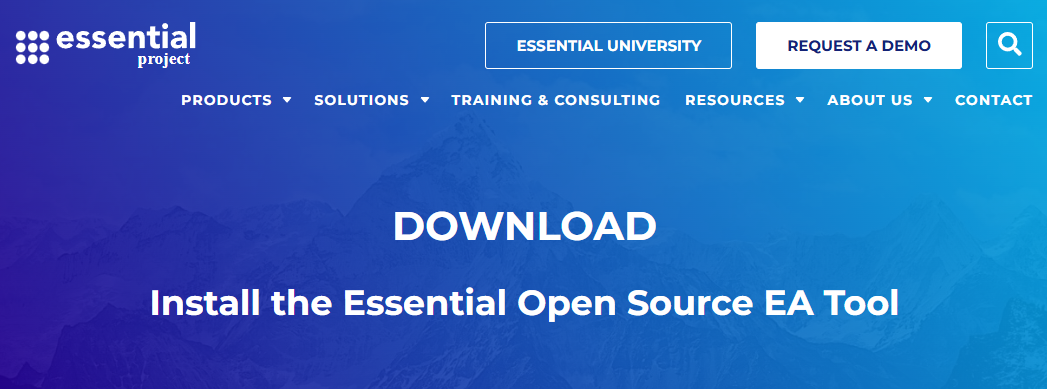 essential
project
ESSENTIAL UNIVERSITY
REQUEST A DEMO
PRODUCTS SOLUTIONS TRAINING & CONSULTING RESOURCES ABOUT US CONTACT
DOWNLOAD
Install the Essential Open Source EA Tool